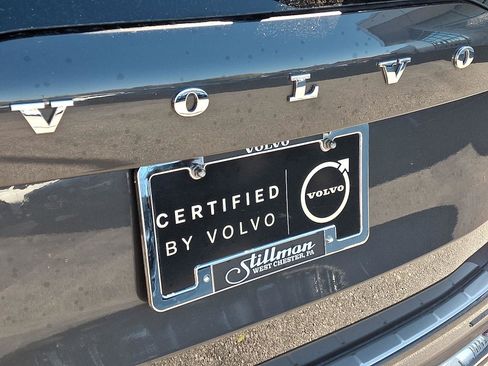 VOLVO
VOLVO
CERTIFIED
BY VOLVO
VOLVO
Stillman
WEST CHESTER, PA